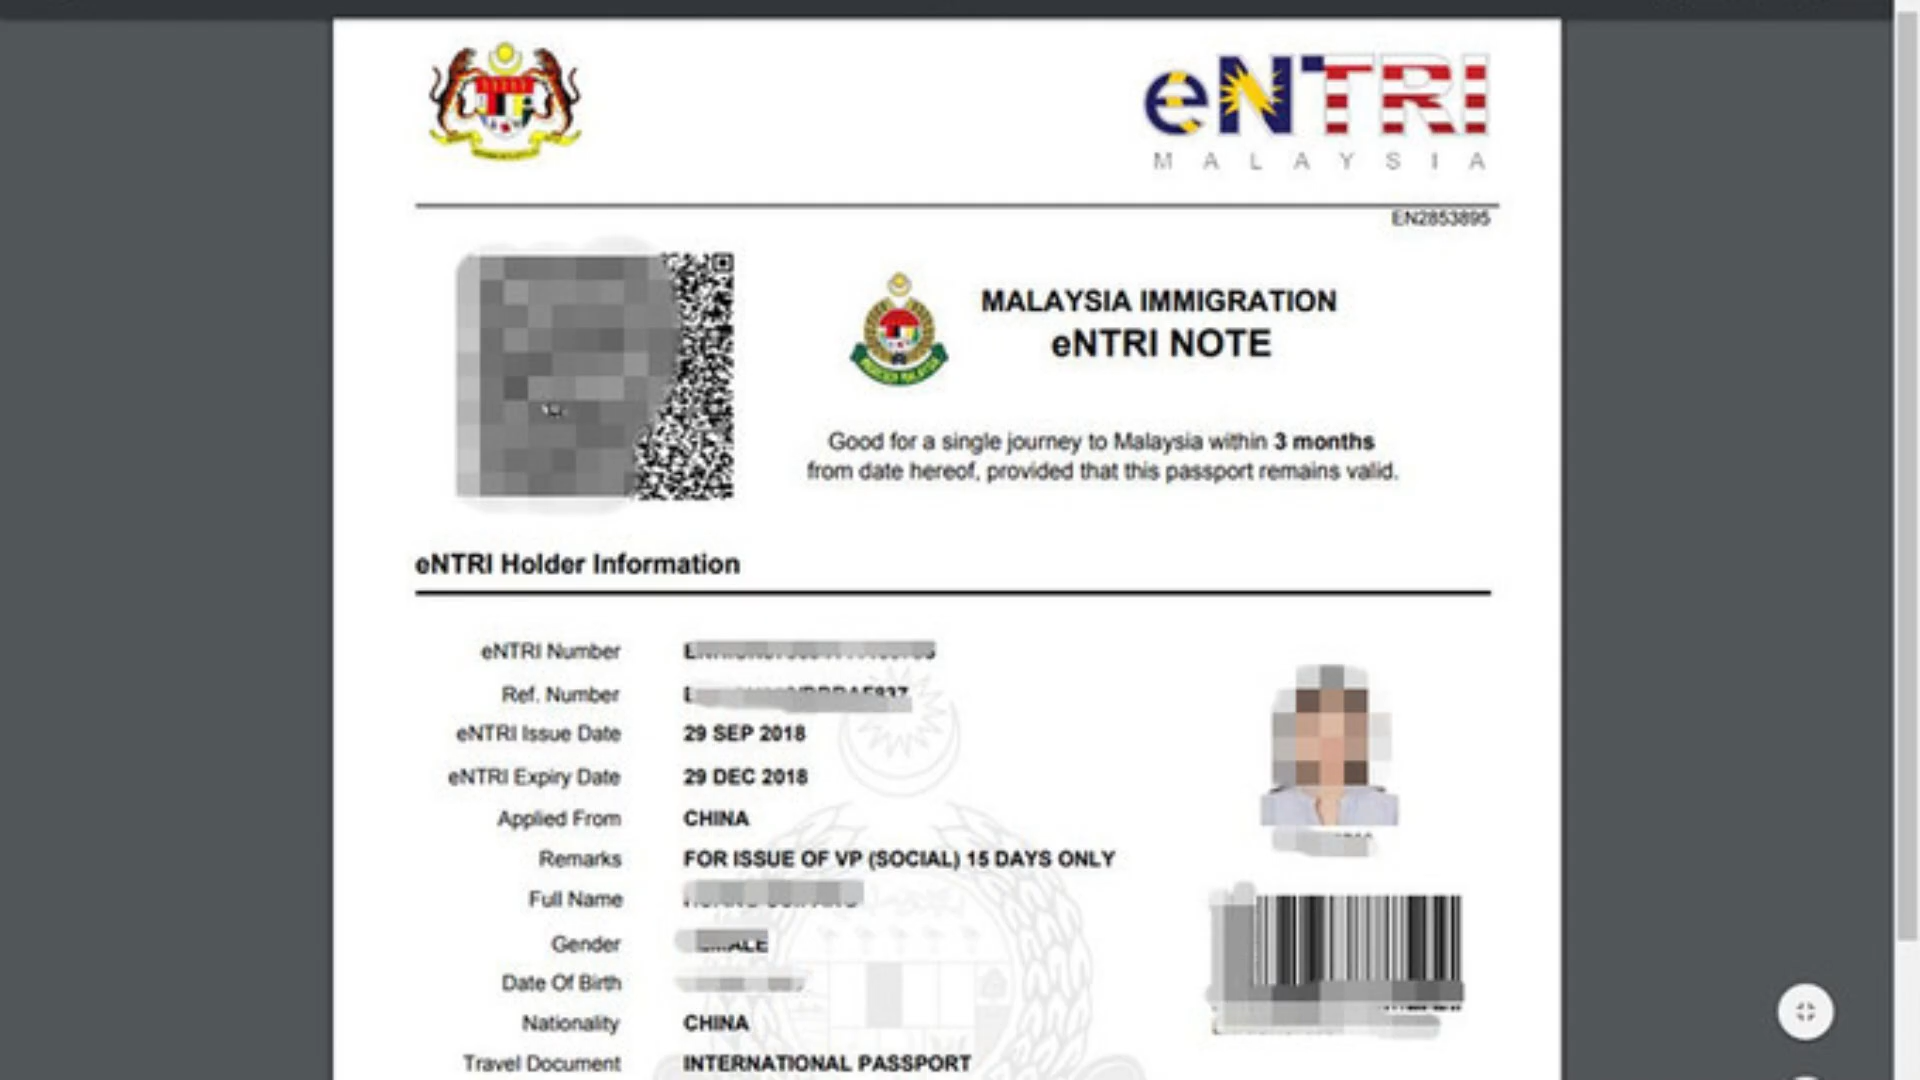 eNTRI
MALAYSIA
EN2853895
MALAYSIA IMMIGRATION
eNTRI NOTE
Good for a single journey to Malaysia within 3 months
from date hereof, provided that this passport remains valid.
eNTRI Holder Information
eNTRI Number
Ref. Number
eNTRI Issue Date 29 SEP 2018
eNTRI Expiry Date 29 DEC 2018
Applied From CHINA
Remarks FOR ISSUE OF VP (SOCIAL) 15 DAYS ONLY
Full Name
Gender
Date Of Birth
Nationality CHINA
Travel Document INTERNATIONAL PASSPORT